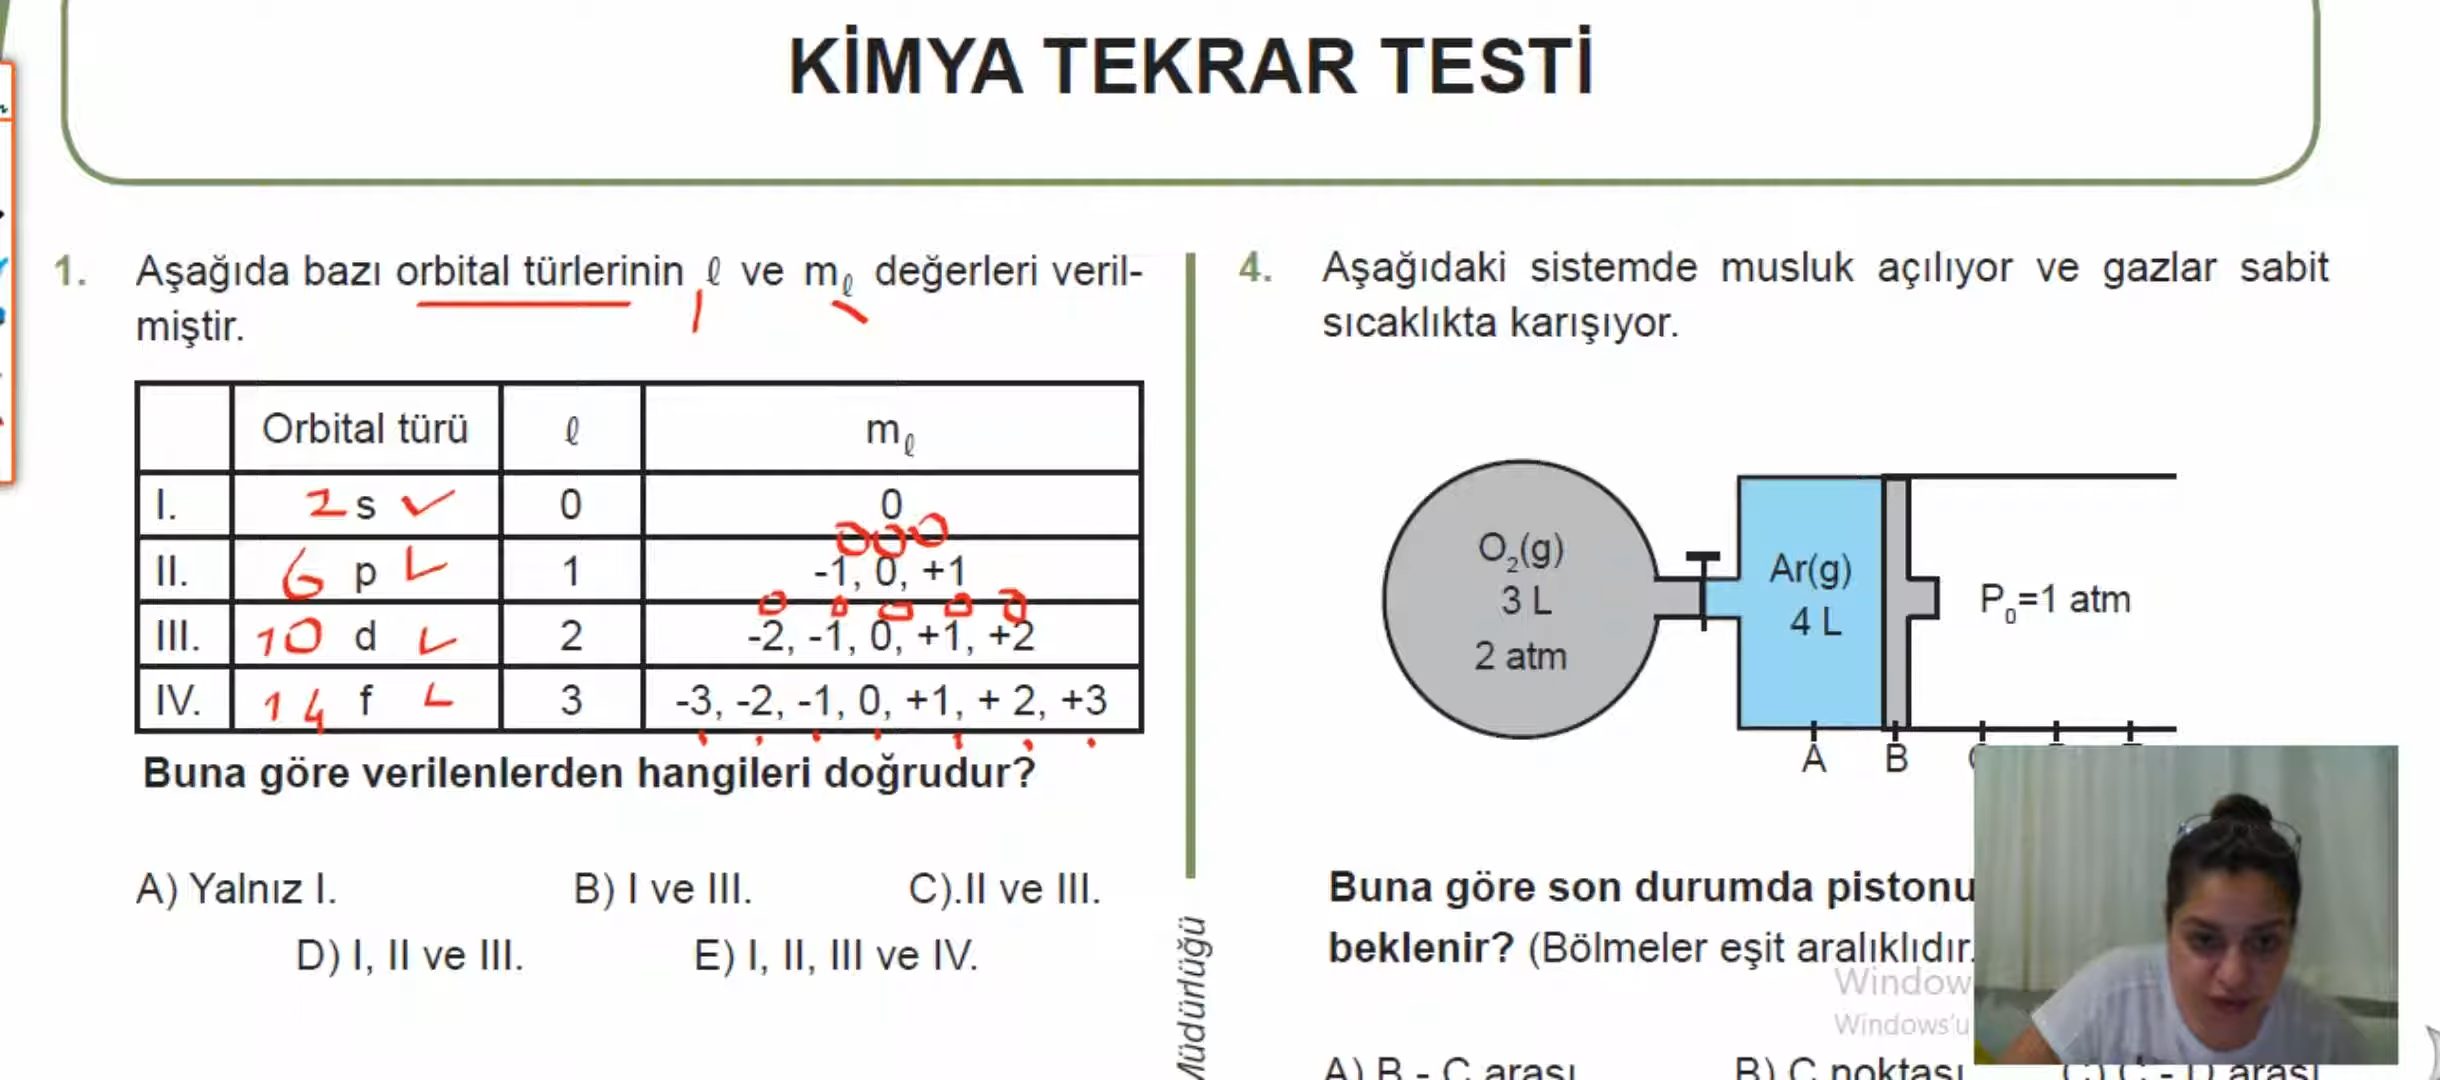 KİMYA TEKRAR TESTİ
1. Aşağıda bazı orbital türlerinin ℓ ve mℓ değerleri veril-
miştir.
Orbital türü ℓ mℓ
I. 2 s 0 0
II. 6 p 1 -1, 0, +1
III. 10 d 2 -2, -1, 0, +1, +2
IV. 14 f 3 -3, -2, -1, 0, +1, + 2, +3
Buna göre verilenlerden hangileri doğrudur?
A) Yalnız I. B) I ve III. C).II ve III.
D) I, II ve III. E) I, II, III ve IV.
Müdürlüğü
4. Aşağıdaki sistemde musluk açılıyor ve gazlar sabit
sıcaklıkta karışıyor.
O₂(g)
3 L
2 atm
Ar(g)
4 L
P₀=1 atm
A B
Buna göre son durumda pistonu
beklenir? (Bölmeler eşit aralıklıdır.
Window
Windows'u
A) B - C arası B) C noktası C) C - D arası